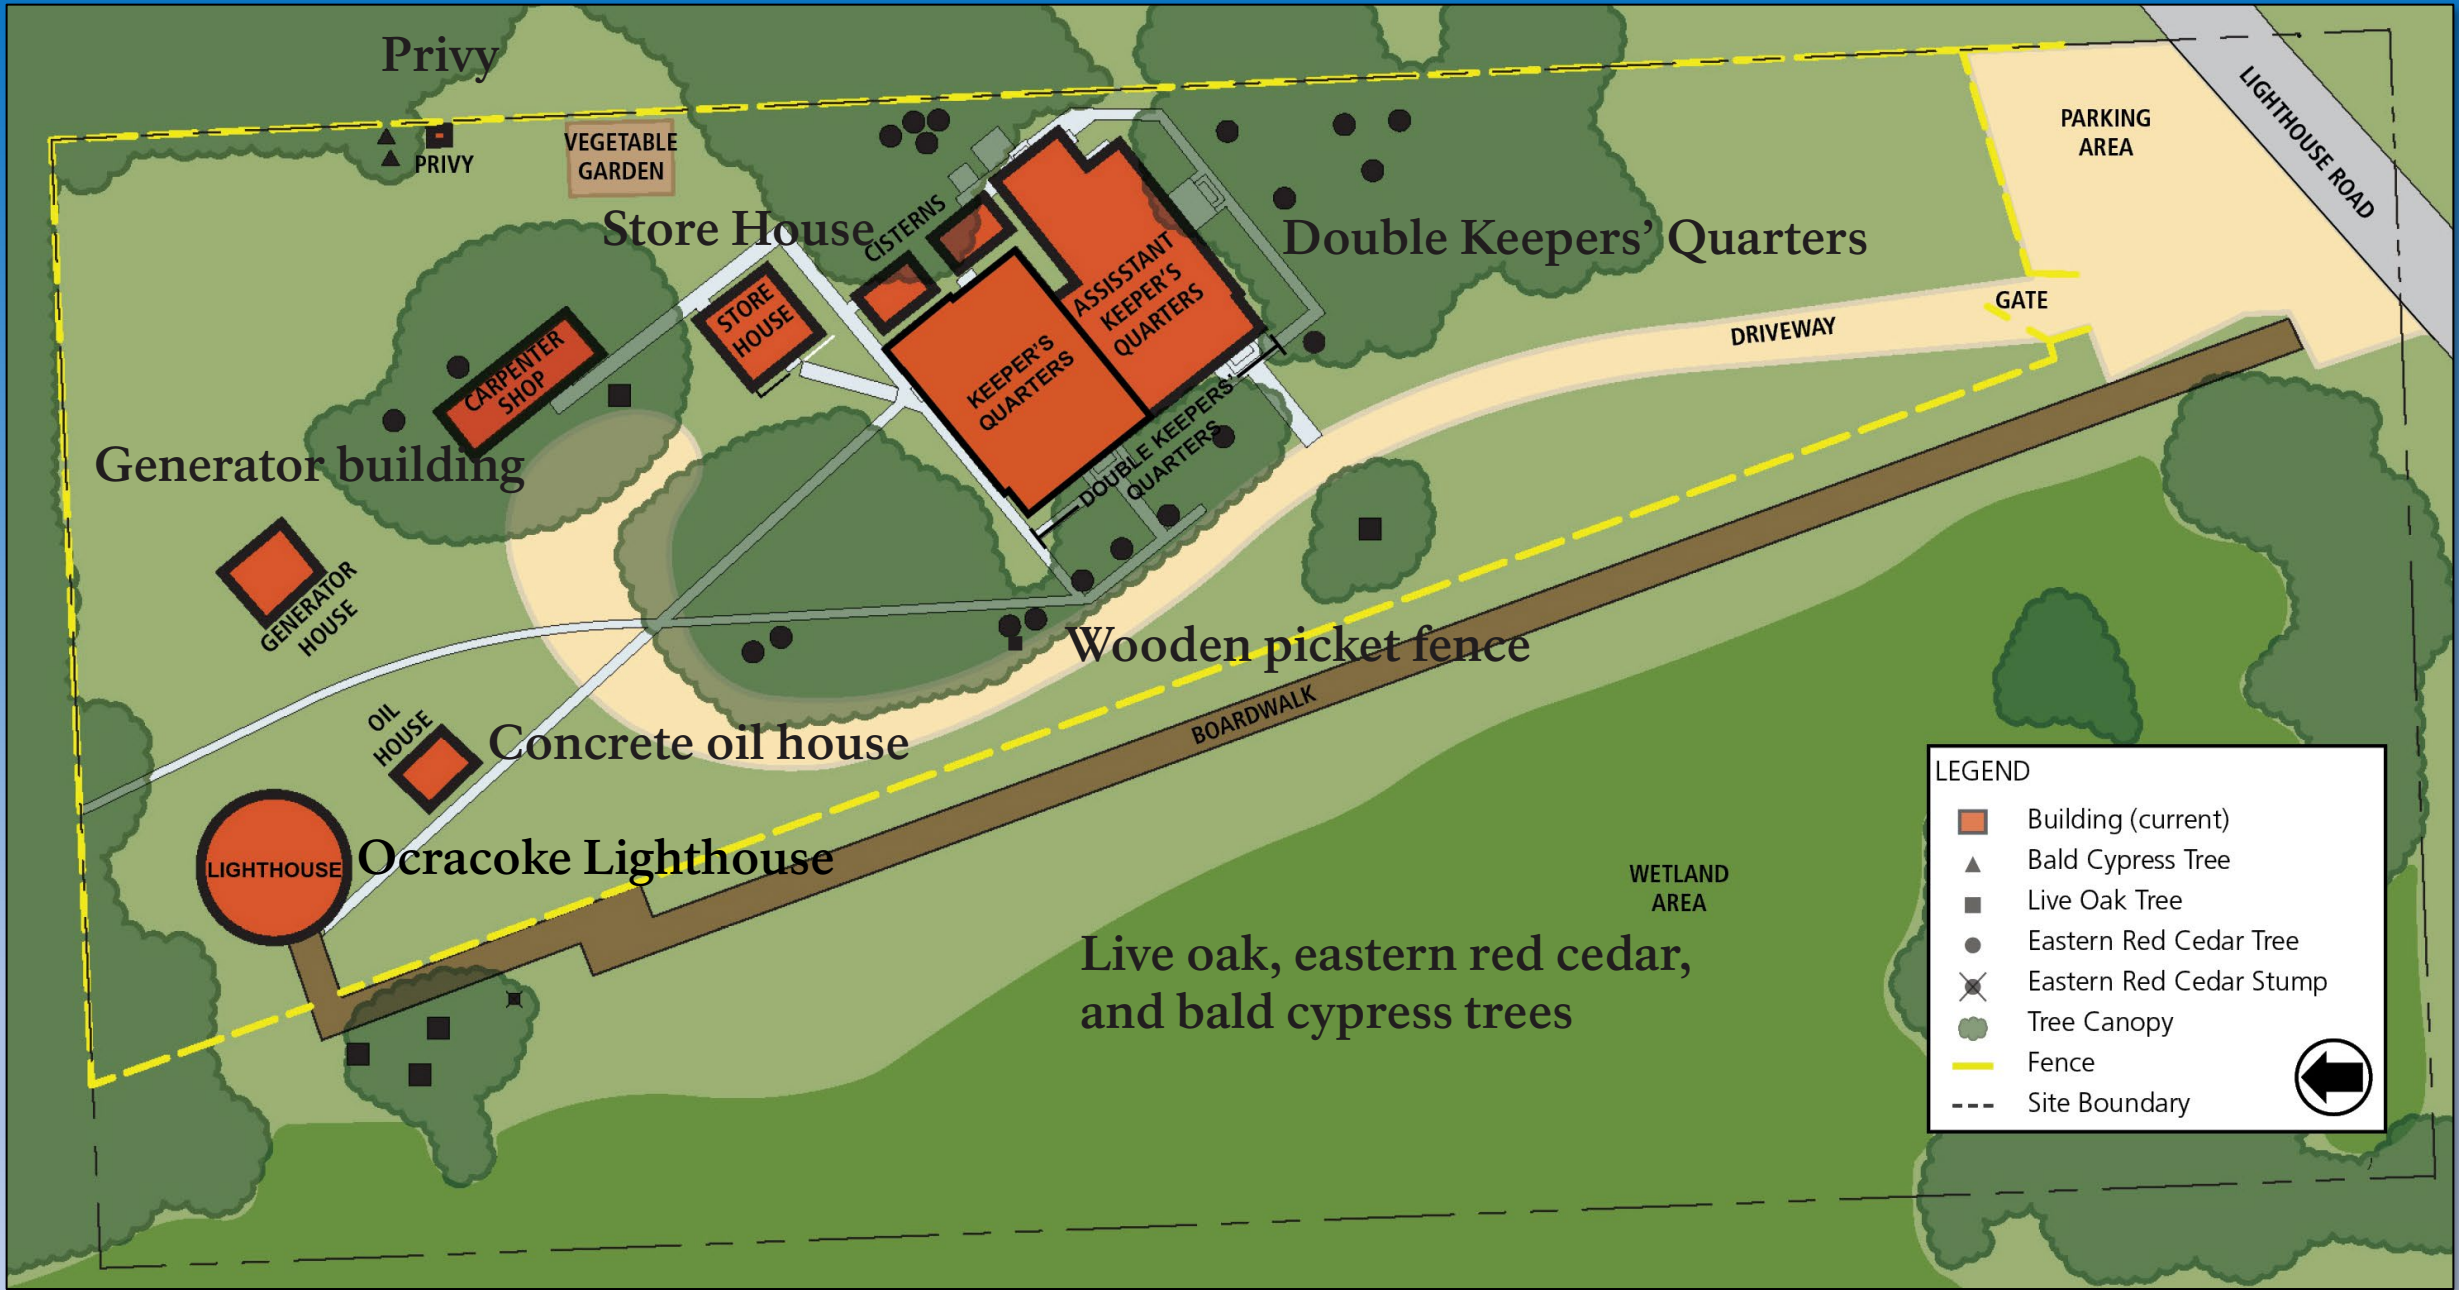 Privy
PRIVY
VEGETABLE
GARDEN
PARKING
AREA
LIGHTHOUSE ROAD
Store House
CISTERNS
Double Keepers’ Quarters
STORE
HOUSE
ASSISSTANT
KEEPER'S
QUARTERS
GATE
DRIVEWAY
CARPENTER
SHOP
KEEPER'S
QUARTERS
DOUBLE KEEPERS'
QUARTERS
Generator building
GENERATOR
HOUSE
Wooden picket fence
BOARDWALK
OIL
HOUSE
Concrete oil house
LIGHTHOUSE
Ocracoke Lighthouse
WETLAND
AREA
Live oak, eastern red cedar,
and bald cypress trees
LEGEND
Building (current)
Bald Cypress Tree
Live Oak Tree
Eastern Red Cedar Tree
Eastern Red Cedar Stump
Tree Canopy
Fence
Site Boundary